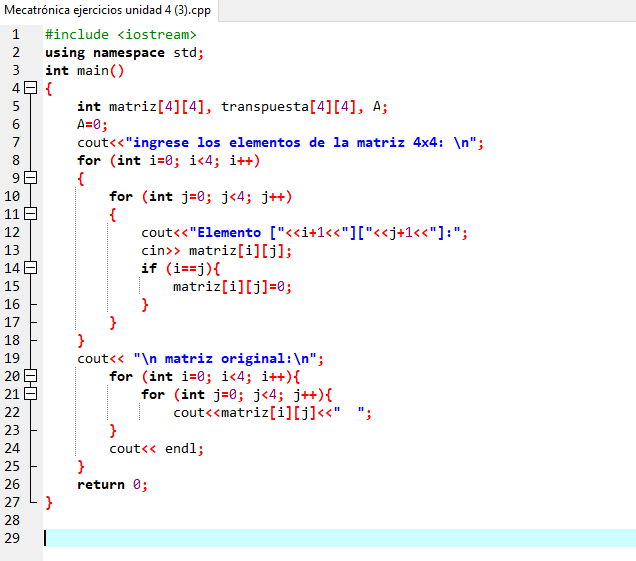 Mecatrónica ejercicios unidad 4 (3).cpp
1 #include <iostream>
2 using namespace std;
3 int main()
4 {
5 int matriz[4][4], transpuesta[4][4], A;
6 A=0;
7 cout<<"ingrese los elementos de la matriz 4x4: \n";
8 for (int i=0; i<4; i++)
9 {
10 for (int j=0; j<4; j++)
11 {
12 cout<<"Elemento ["<<i+1<<"]["<<j+1<<"]:";
13 cin>> matriz[i][j];
14 if (i==j){
15 matriz[i][j]=0;
16 }
17 }
18 }
19 cout<< "\n matriz original:\n";
20 for (int i=0; i<4; i++){
21 for (int j=0; j<4; j++){
22 cout<<matriz[i][j]<<"  ";
23 }
24 cout<< endl;
25 }
26 return 0;
27 }
28
29